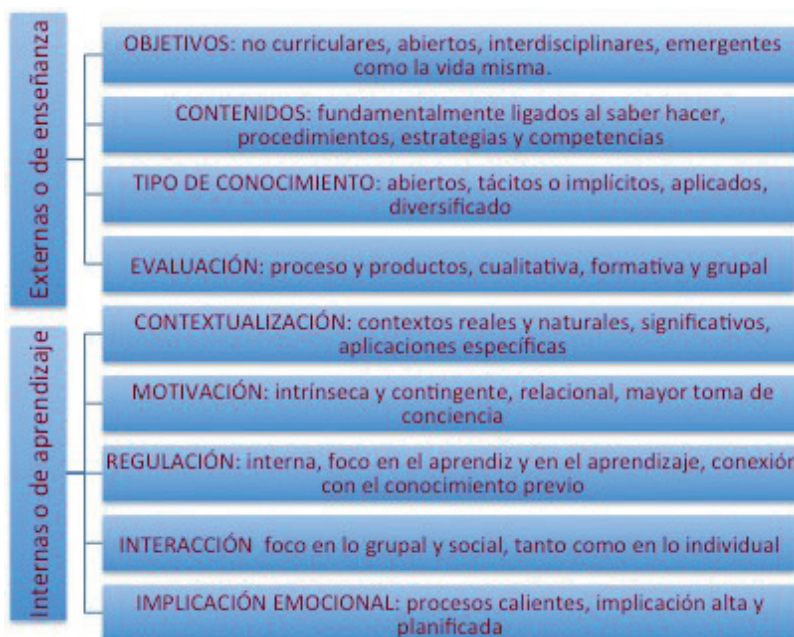 Externas o de enseñanza
OBJETIVOS: no curriculares, abiertos, interdisciplinares, emergentes
como la vida misma.
CONTENIDOS: fundamentalmente ligados al saber hacer,
procedimientos, estrategias y competencias
TIPO DE CONOCIMIENTO: abiertos, tácitos o implícitos, aplicados,
diversificado
EVALUACIÓN: proceso y productos, cualitativa, formativa y grupal
Internas o de aprendizaje
CONTEXTUALIZACIÓN: contextos reales y naturales, significativos,
aplicaciones específicas
MOTIVACIÓN: intrínseca y contingente, relacional, mayor toma de
conciencia
REGULACIÓN: interna, foco en el aprendiz y en el aprendizaje, conexión
con el conocimiento previo
INTERACCIÓN foco en lo grupal y social, tanto como en lo individual
IMPLICACIÓN EMOCIONAL: procesos calientes, implicación alta y
planificada